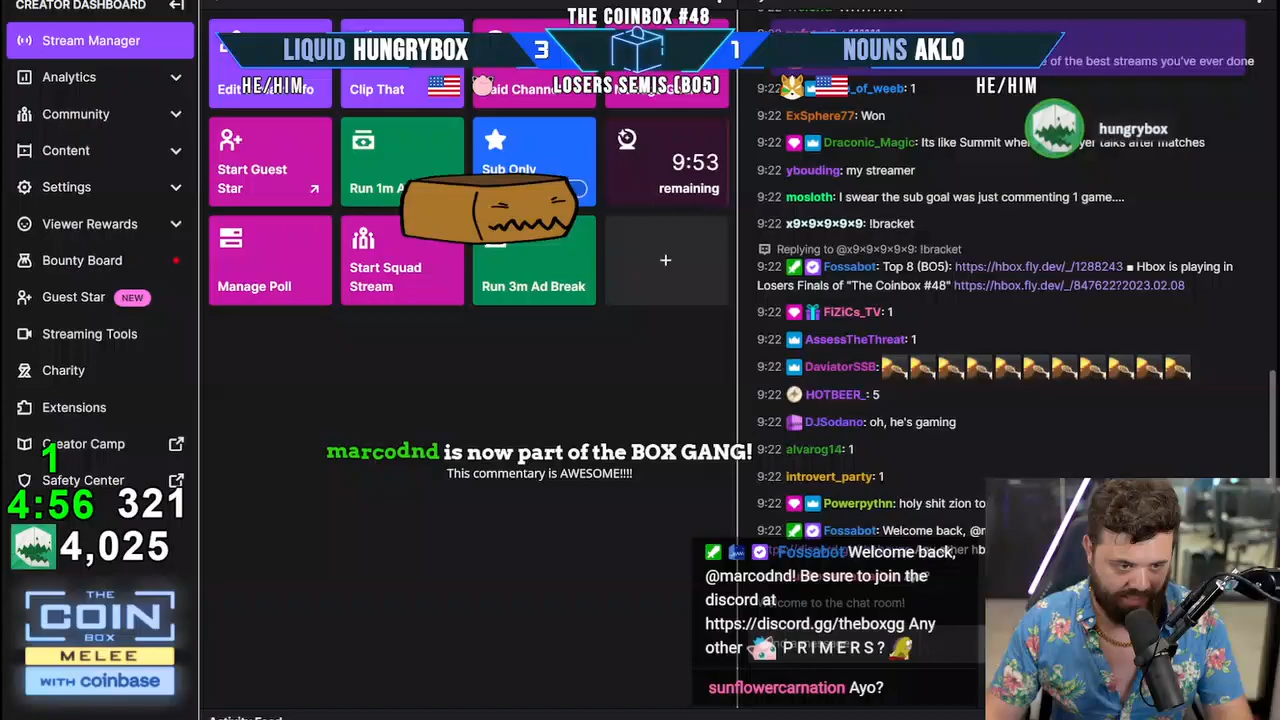 CREATOR DASHBOARD
Stream Manager
Analytics
Community
Content
Settings
Viewer Rewards
Bounty Board
Guest Star NEW
Streaming Tools
Charity
Extensions
Creator Camp
Safety Center
1
4:56 321
4,025
THE
COIN
BOX
MELEE
WITH coinbase
THE COINBOX #48
LIQUID HUNGRYBOX 3
1 NOUNS AKLO
HE/HIM
LOSERS SEMIS (BO5)
HE/HIM
Clip That
Start Guest
Star
Run 1m
Sub Only
9:53
remaining
Manage Poll
Start Squad
Stream
Run 3m Ad Break
+
marcodnd is now part of the BOX GANG!
This commentary is AWESOME!!!!
of the best streams you've ever done
hungrybox
9:22 _of_weeb: 1
9:22 ExSphere77: Won
9:22 Draconic_Magic: Its like Summit talks after matches
9:22 ybouding: my streamer
9:22 mosloth: I swear the sub goal was just commenting 1 game....
9:22 x9×9×9×9×9: !bracket
Replying to @x9×9×9×9×9: !bracket
9:22 Fossabot: Top 8 (BO5): https://hbox.fly.dev/_/1288243 ■ Hbox is playing in
Losers Finals of "The Coinbox #48" https://hbox.fly.dev/_/847622?2023.02.08
9:22 FIZiCs_TV: 1
9:22 AssessTheThreat: 1
9:22 DaviatorSSB:
9:22 HOTBEER_: 5
9:22 DJSodano: oh, he's gaming
9:22 alvarog14: 1
9:22 introvert_party: 1
9:22 Powerpythn: holy shit zion to
9:22 Fossabot: Welcome back,
Fossabot Welcome back,
@marcodnd! Be sure to join the
discord at
https://discord.gg/theboxgg Any
other P R I M E R S ?
sunflowercarnation Ayo?